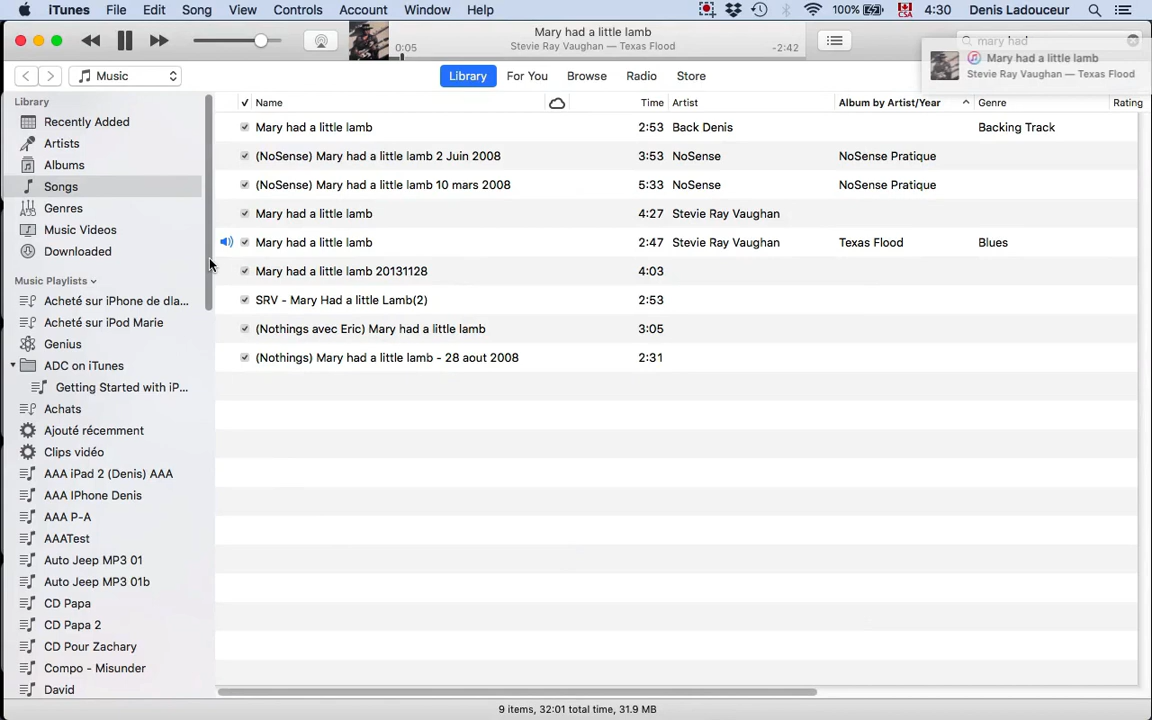 iTunes File Edit Song View Controls Account Window Help 100% 4:30 Denis Ladouceur
Mary had a little lamb
0:05 Stevie Ray Vaughan — Texas Flood -2:42
mary had
Mary had a little lamb
Stevie Ray Vaughan — Texas Flood
Music Library For You Browse Radio Store
Library
Recently Added
Artists
Albums
Songs
Genres
Music Videos
Downloaded
Music Playlists
Acheté sur iPhone de dla...
Acheté sur iPod Marie
Genius
ADC on iTunes
Getting Started with iP...
Achats
Ajouté récemment
Clips vidéo
AAA iPad 2 (Denis) AAA
AAA IPhone Denis
AAA P-A
AAATest
Auto Jeep MP3 01
Auto Jeep MP3 01b
CD Papa
CD Papa 2
CD Pour Zachary
Compo - Misunder
David
✓ Name Time Artist Album by Artist/Year Genre Rating
Mary had a little lamb 2:53 Back Denis Backing Track
(NoSense) Mary had a little lamb 2 Juin 2008 3:53 NoSense NoSense Pratique
(NoSense) Mary had a little lamb 10 mars 2008 5:33 NoSense NoSense Pratique
Mary had a little lamb 4:27 Stevie Ray Vaughan
Mary had a little lamb 2:47 Stevie Ray Vaughan Texas Flood Blues
Mary had a little lamb 20131128 4:03
SRV - Mary Had a little Lamb(2) 2:53
(Nothings avec Eric) Mary had a little lamb 3:05
(Nothings) Mary had a little lamb - 28 aout 2008 2:31
9 items, 32:01 total time, 31.9 MB